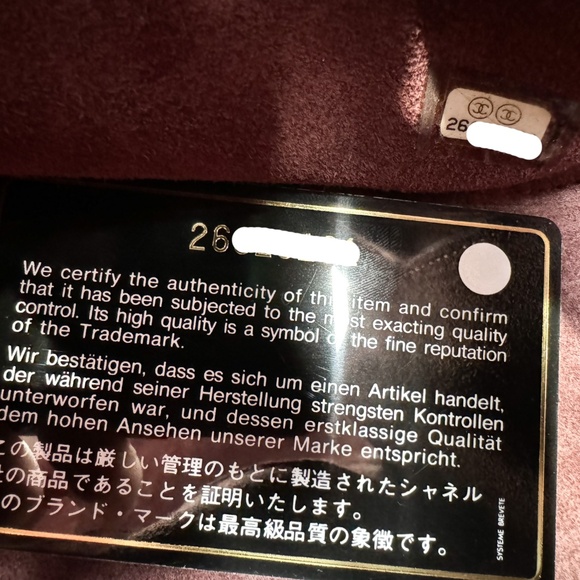 26
26
We certify the authenticity of this item and confirm
that it has been subjected to the most exacting quality
control. Its high quality is a symbol of the fine reputation
of the Trademark.
Wir bestätigen, dass es sich um einen Artikel handelt,
der während seiner Herstellung strengsten Kontrollen
unterworfen war, und dessen erstklassige Qualität
dem hohen Ansehen unserer Marke entspricht.
この製品は厳しい管理のもとに製造されたシャネル
の商品であることを証明いたします。
のブランド・マークは最高級品質の象徴です。
SYSTEME BREVETE